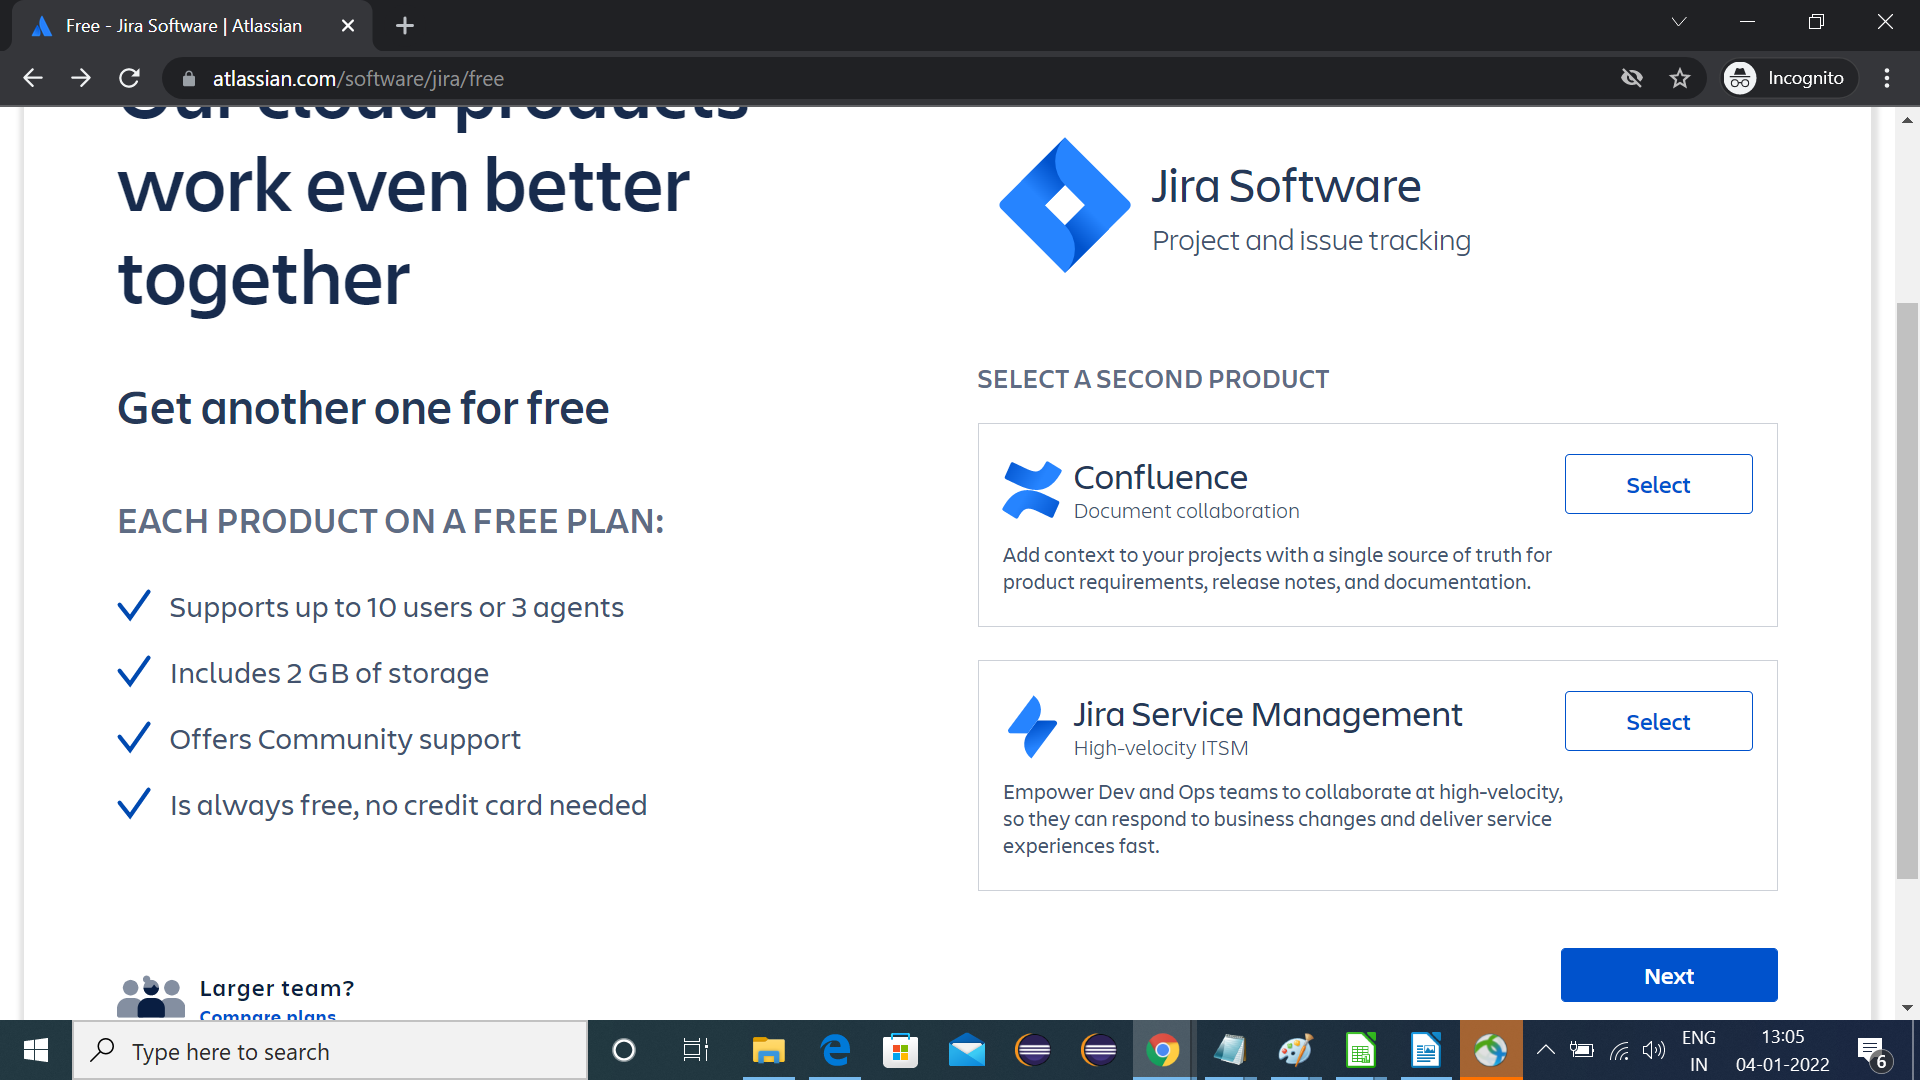 Free - Jira Software | Atlassian
atlassian.com/software/jira/free
Incognito
Our cloud products
work even better
together
Get another one for free
EACH PRODUCT ON A FREE PLAN:
Supports up to 10 users or 3 agents
Includes 2 GB of storage
Offers Community support
Is always free, no credit card needed
Larger team?
Compare plans
Jira Software
Project and issue tracking
SELECT A SECOND PRODUCT
Confluence
Document collaboration
Select
Add context to your projects with a single source of truth for
product requirements, release notes, and documentation.
Jira Service Management
High-velocity ITSM
Select
Empower Dev and Ops teams to collaborate at high-velocity,
so they can respond to business changes and deliver service
experiences fast.
Next
Type here to search
ENG
IN
13:05
04-01-2022
6